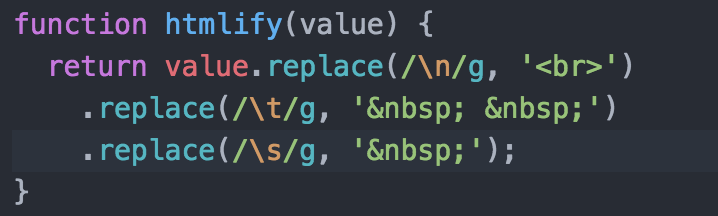 function htmlify(value) {
  return value.replace(/\n/g, '<br>')
    .replace(/\t/g, '&nbsp; &nbsp;')
    .replace(/\s/g, '&nbsp;');
}